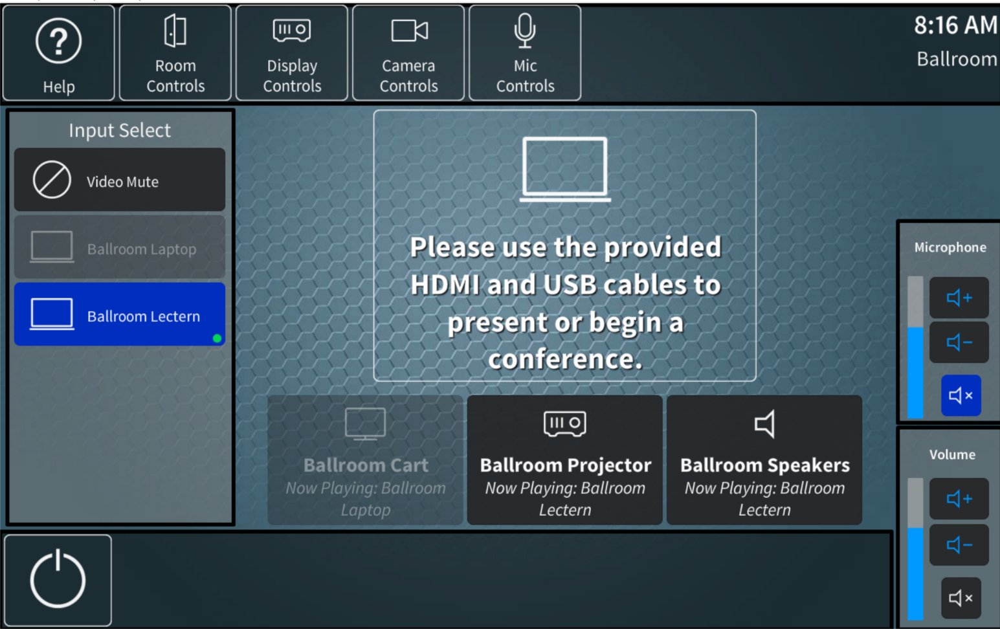 ?
Help
Room
Controls
Display
Controls
Camera
Controls
Mic
Controls
8:16 AM
Ballroom
Input Select
Video Mute
Ballroom Laptop
Ballroom Lectern
Please use the provided
HDMI and USB cables to
present or begin a
conference.
Ballroom Cart
Now Playing: Ballroom
Laptop
Ballroom Projector
Now Playing: Ballroom
Lectern
Ballroom Speakers
Now Playing: Ballroom
Lectern
Microphone
+
−
×
Volume
+
−
×